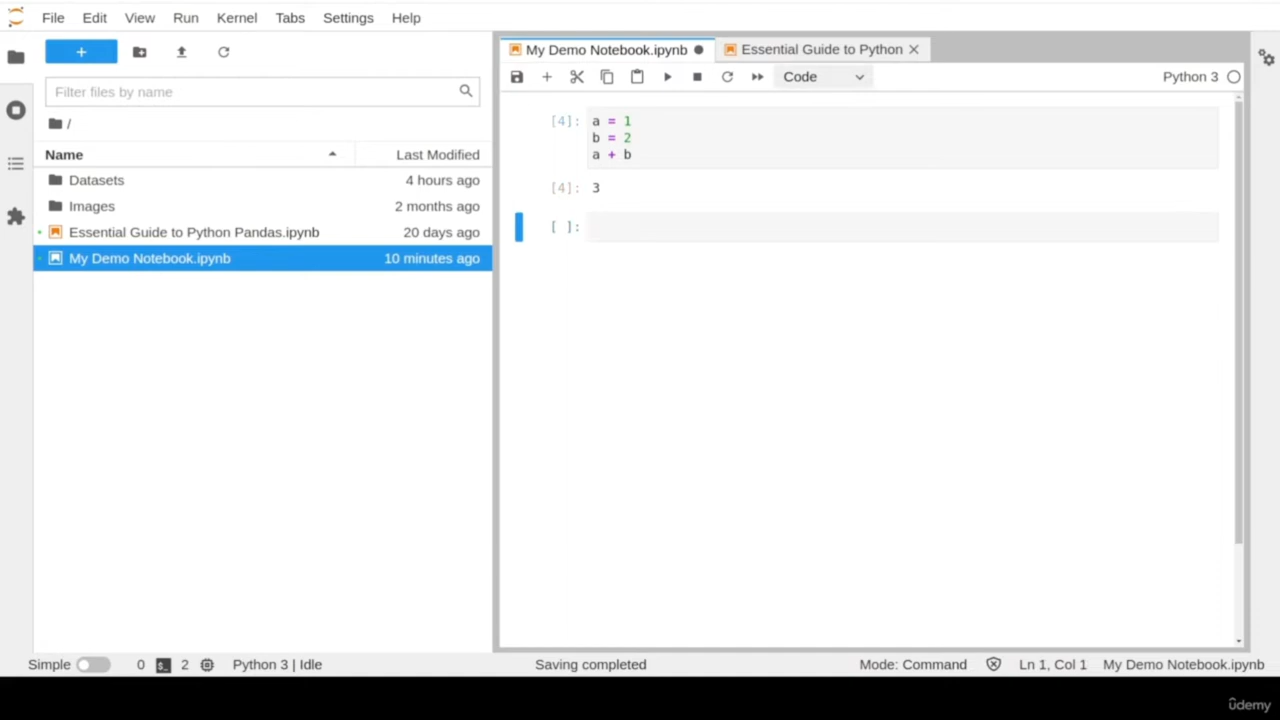 File Edit View Run Kernel Tabs Settings Help
+
Filter files by name
/
Name Last Modified
Datasets 4 hours ago
Images 2 months ago
Essential Guide to Python Pandas.ipynb 20 days ago
My Demo Notebook.ipynb 10 minutes ago
My Demo Notebook.ipynb Essential Guide to Python
Code Python 3
[4]: a = 1
b = 2
a + b
[4]: 3
[ ]:
Simple 0 $_ 2 Python 3 | Idle Saving completed Mode: Command Ln 1, Col 1 My Demo Notebook.ipynb
ûdemy